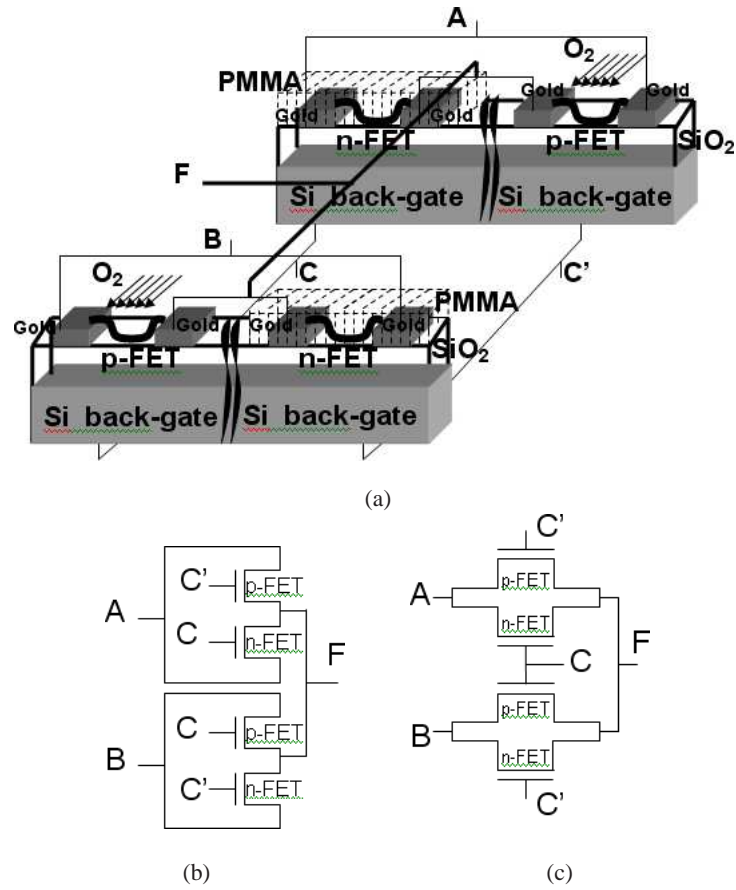 A
O2
PMMA
Gold Gold Gold Gold
n-FET p-FET SiO2
F
Si back-gate Si back-gate
B
O2 C C'
PMMA
Gold Gold Gold Gold
p-FET n-FET SiO2
Si back-gate Si back-gate
(a)
A
C' p-FET
C n-FET
F
B
C p-FET
C' n-FET
(b)
C'
A
p-FET
n-FET
C
F
B
p-FET
n-FET
C'
(c)